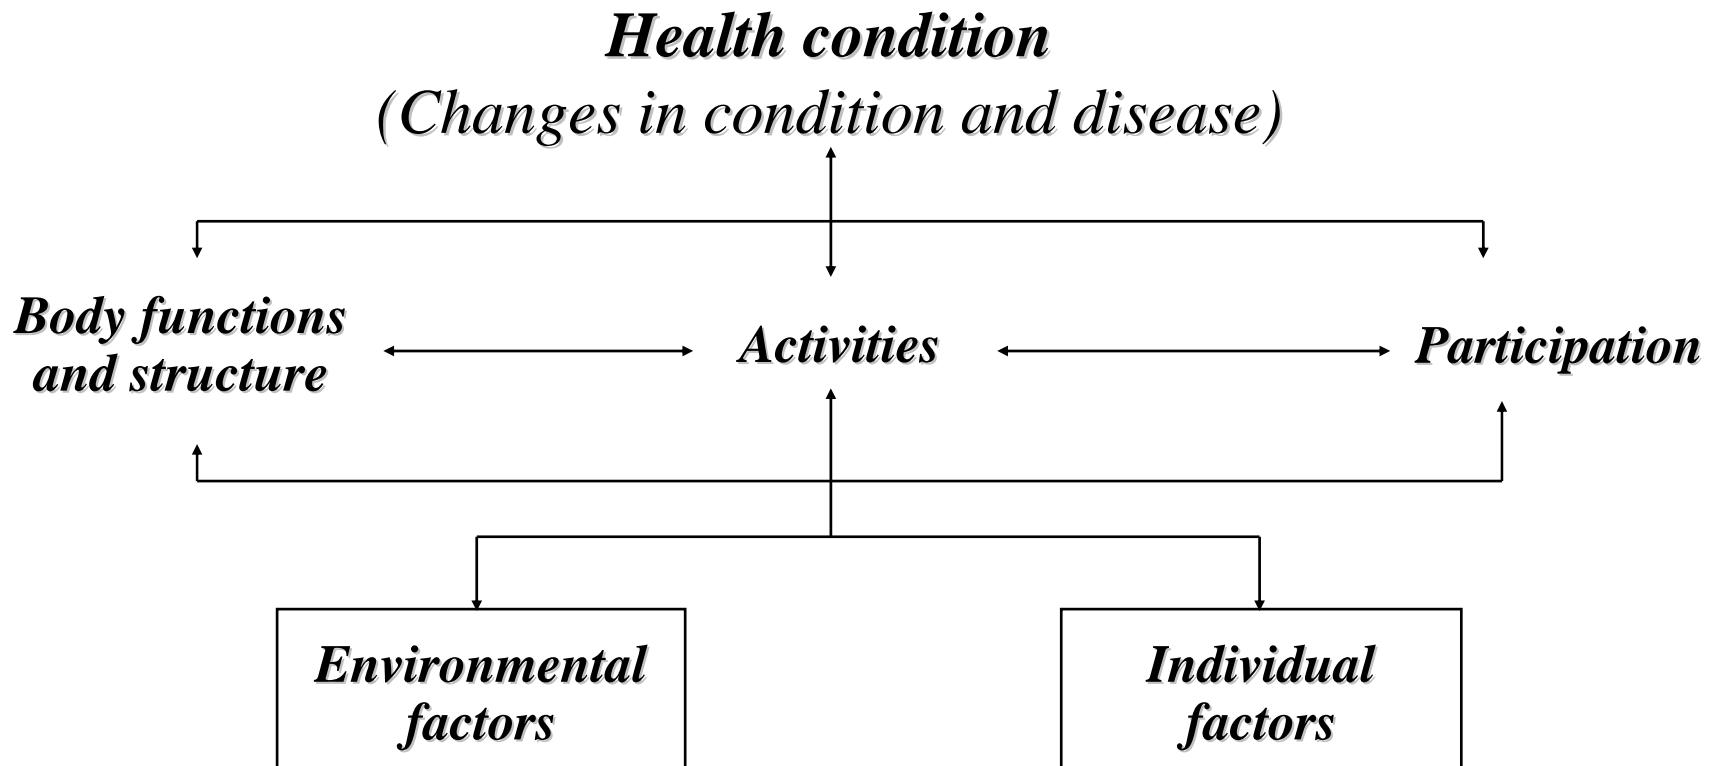 Health condition
(Changes in condition and disease)
Body functions
and structure
Activities
Participation
Environmental
factors
Individual
factors